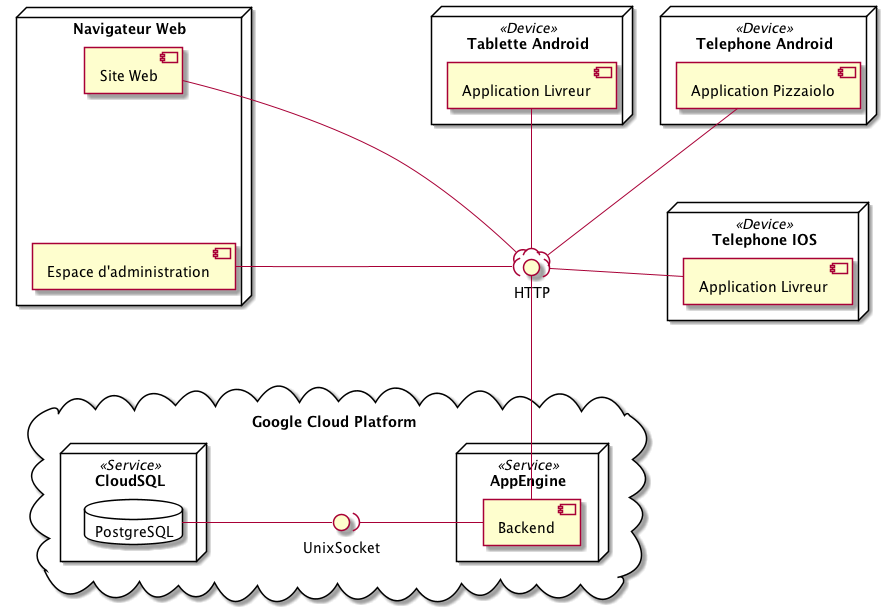 Navigateur Web
Site Web
Espace d'administration
«Device»
Tablette Android
Application Livreur
«Device»
Telephone Android
Application Pizzaiolo
«Device»
Telephone IOS
Application Livreur
HTTP
Google Cloud Platform
«Service»
CloudSQL
PostgreSQL
UnixSocket
«Service»
AppEngine
Backend